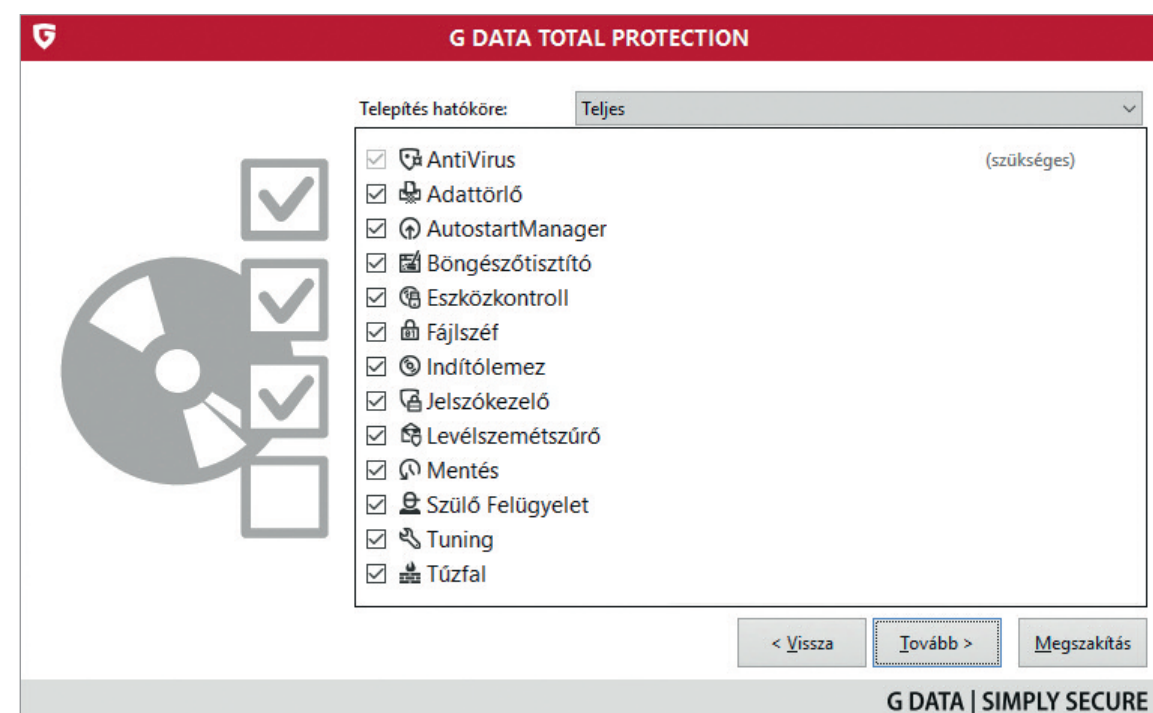 G DATA TOTAL PROTECTION
Telepítés hatóköre: Teljes
AntiVirus (szükséges)
Adattörlő
AutostartManager
Böngészőtisztító
Eszközkontroll
Fájlszéf
Indítólemez
Jelszókezelő
Levélszemétszűrő
Mentés
Szülő Felügyelet
Tuning
Tűzfal
< Vissza Tovább > Megszakítás
G DATA | SIMPLY SECURE